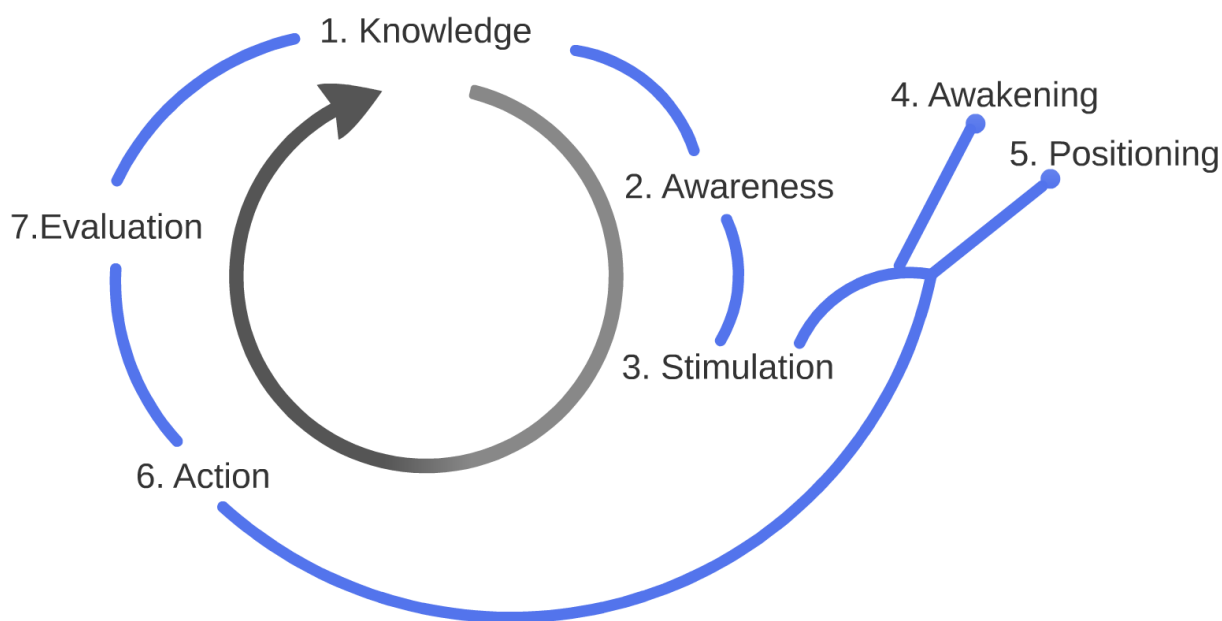 1. Knowledge
2. Awareness
3. Stimulation
4. Awakening
5. Positioning
6. Action
7.Evaluation